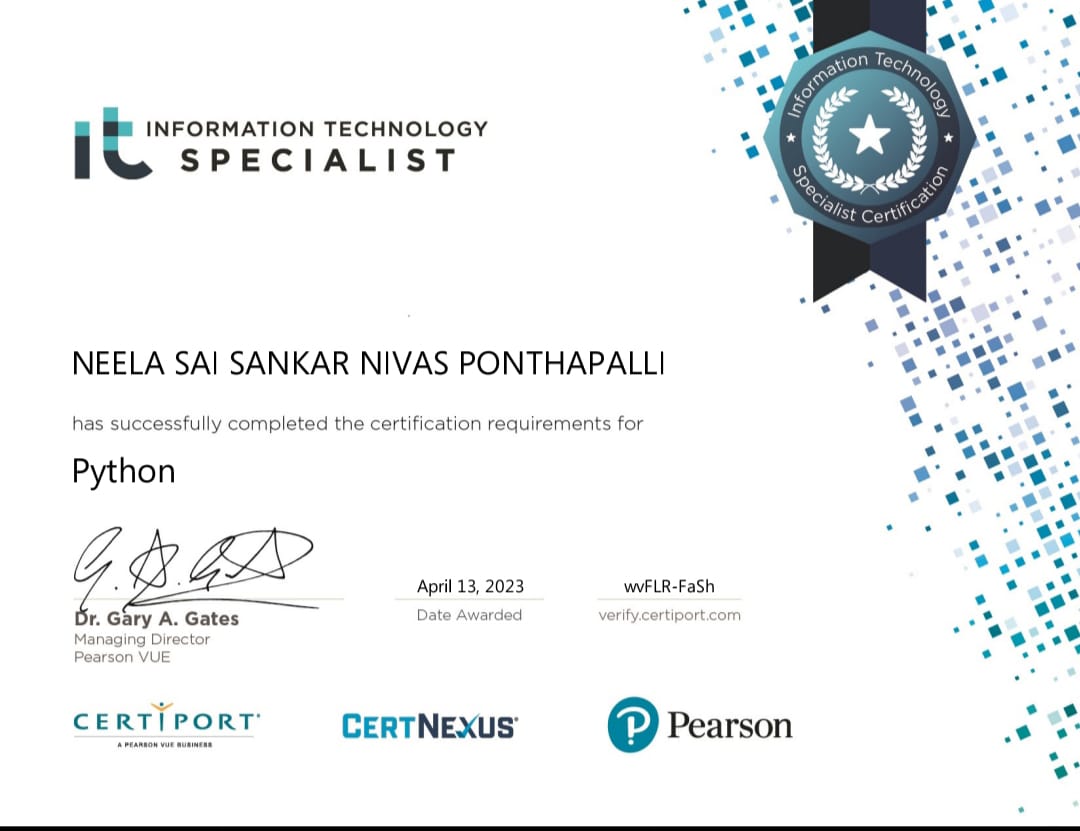 it INFORMATION TECHNOLOGY
SPECIALIST
Information Technology
Specialist Certification
NEELA SAI SANKAR NIVAS PONTHAPALLI
has successfully completed the certification requirements for
Python
G. A. Gates
Dr. Gary A. Gates
Managing Director
Pearson VUE
April 13, 2023
Date Awarded
wvFLR-FaSh
verify.certiport.com
CERTIPORT
A PEARSON VUE BUSINESS
CERTNEXUS
P Pearson